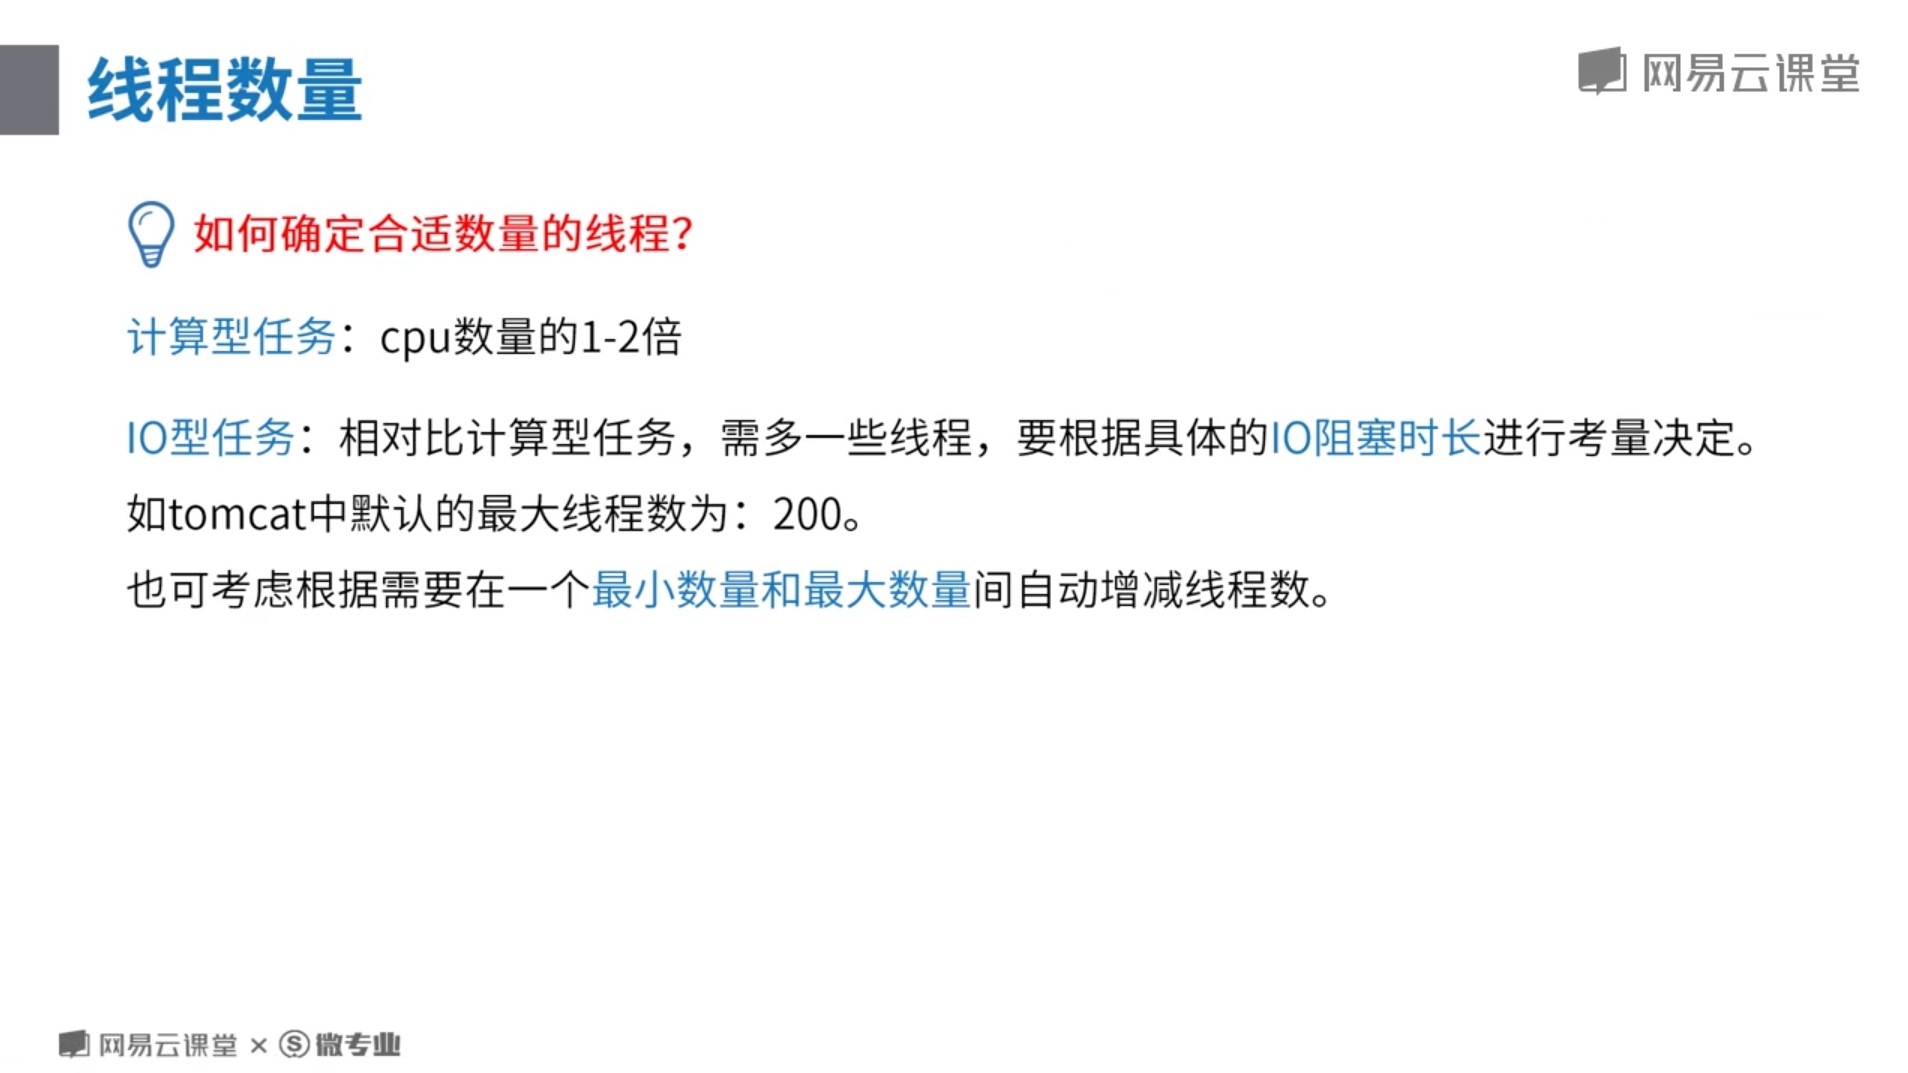 线程数量
网易云课堂
如何确定合适数量的线程？
计算型任务：cpu数量的1-2倍
IO型任务：相对比计算型任务，需多一些线程，要根据具体的IO阻塞时长进行考量决定。
如tomcat中默认的最大线程数为：200。
也可考虑根据需要在一个最小数量和最大数量间自动增减线程数。
网易云课堂 × Ⓢ微专业